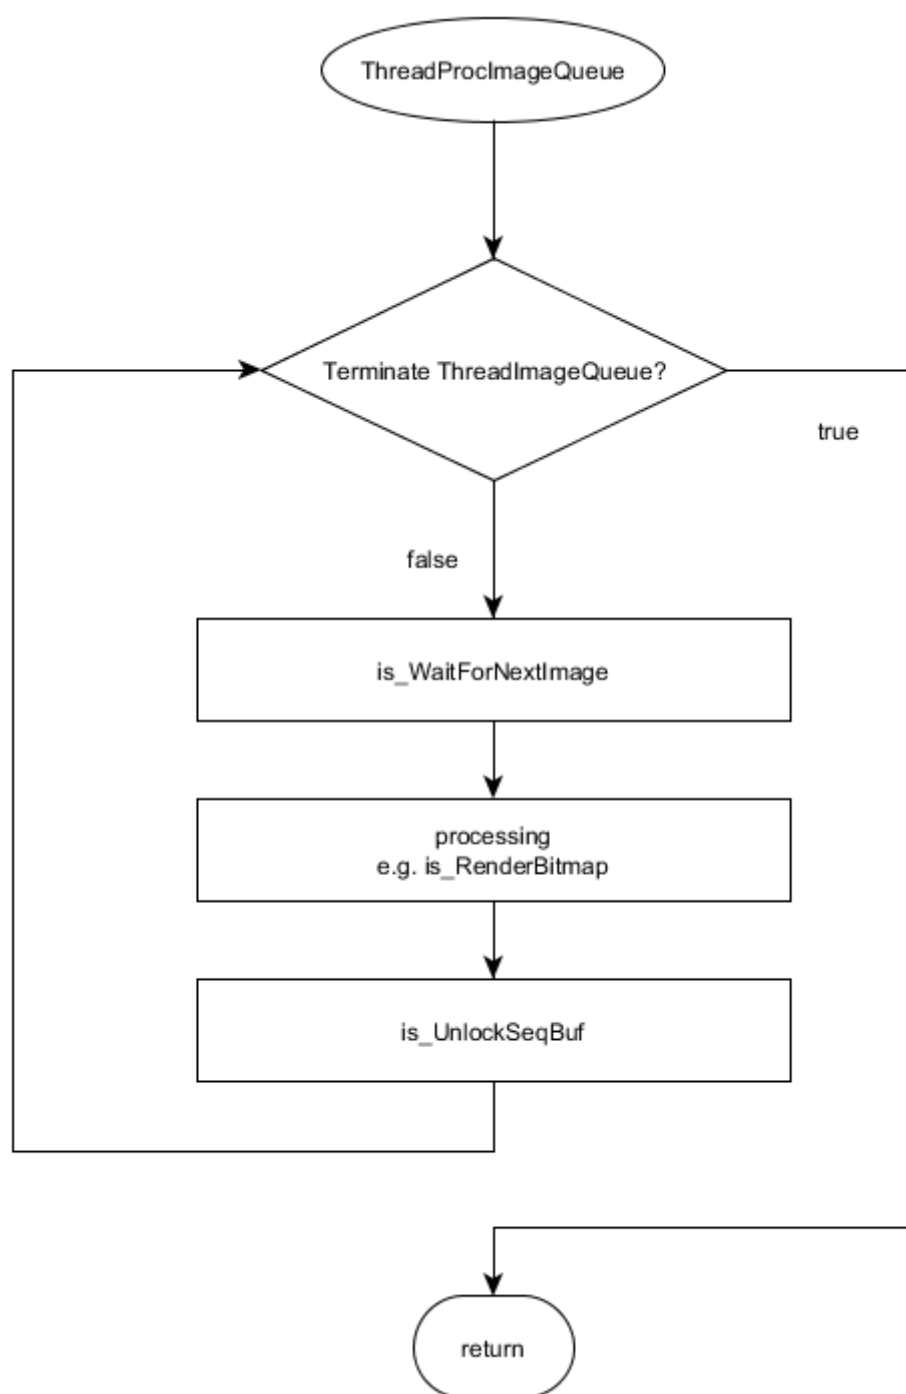 ThreadProcImageQueue
Terminate ThreadImageQueue?
true
false
is_WaitForNextImage
processing
e.g. is_RenderBitmap
is_UnlockSeqBuf
return